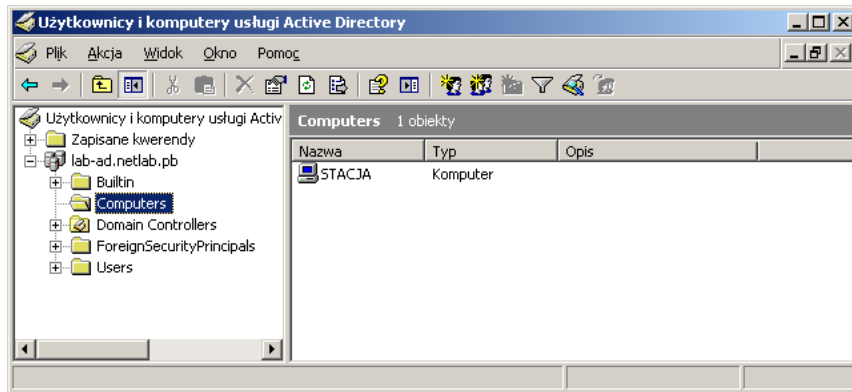 Użytkownicy i komputery usługi Active Directory
Plik Akcja Widok Okno Pomoc
Użytkownicy i komputery usługi Activ
Zapisane kwerendy
lab-ad.netlab.pb
Builtin
Computers
Domain Controllers
ForeignSecurityPrincipals
Users
Computers 1 obiekty
Nazwa Typ Opis
STACJA Komputer